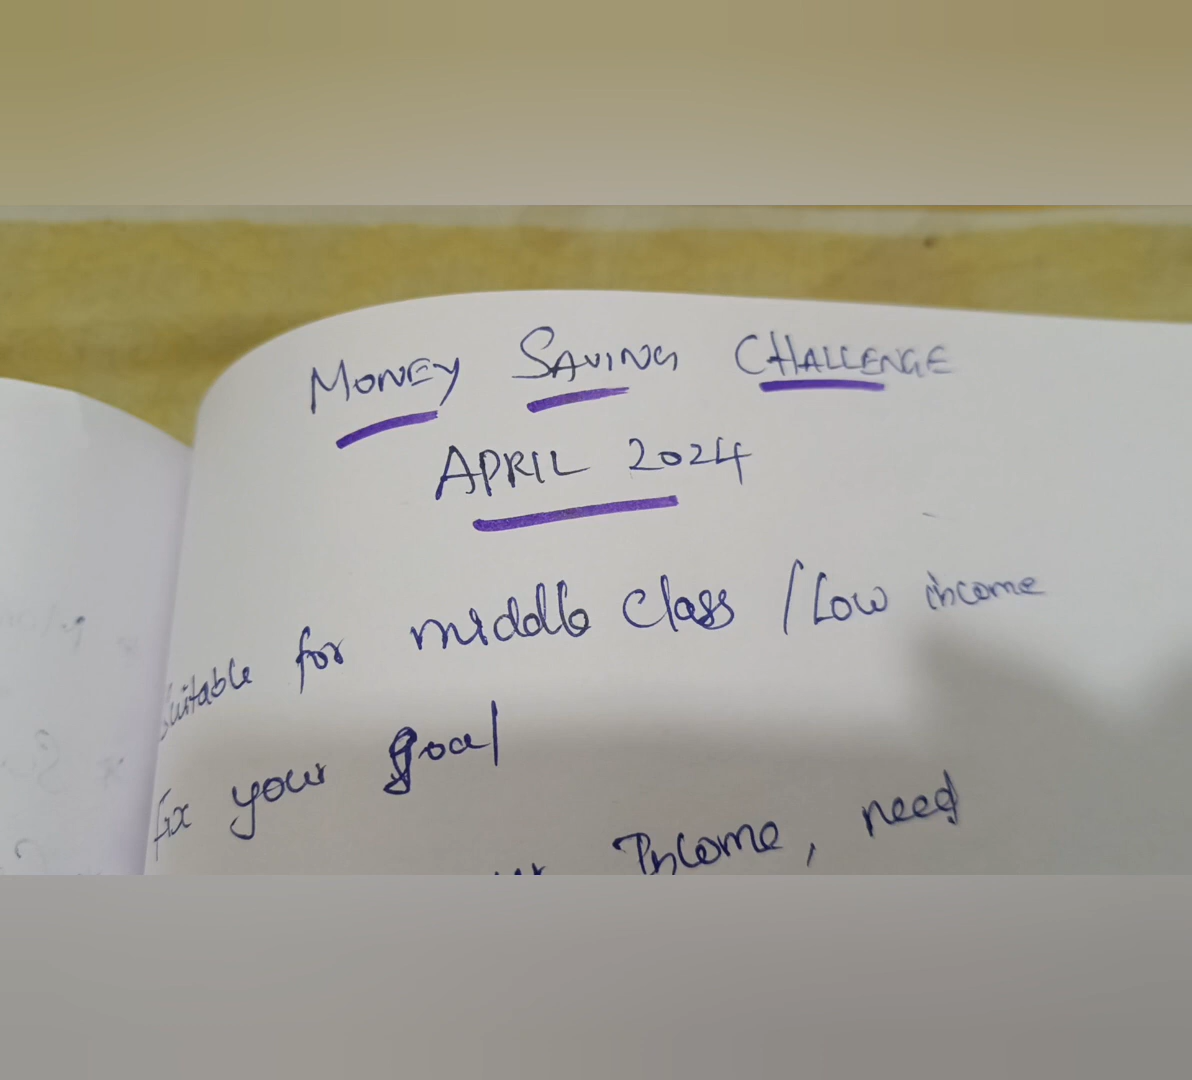 MONEY SAVING CHALLENGE
APRIL 2024
Suitable for middle class / Low income
Fix your goal
Income, need